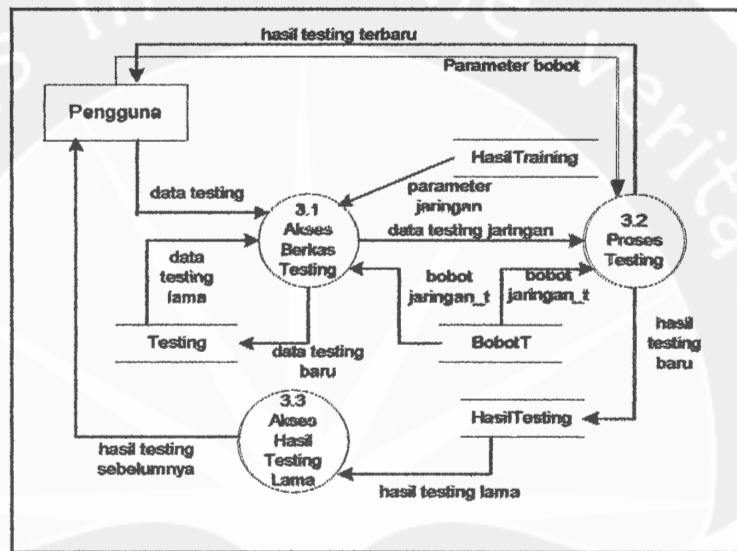 hasil testing terbaru
Parameter bobot
Pengguna
HasilTraining
data testing
parameter
jaringan
3.1
Akses
Berkas
Testing
data testing jaringan
3.2
Proses
Testing
data
testing
lama
bobot
jaringan_t
bobot
jaringan_t
Testing
data testing
baru
BobotT
hasil
testing
baru
3.3
Akses
Hasil
Testing
Lama
HasilTesting
hasil testing
sebelumnya
hasil testing lama